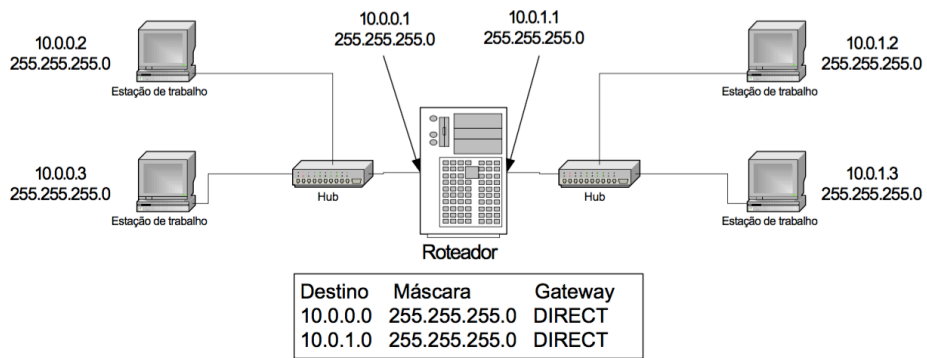 10.0.0.2
255.255.255.0
Estação de trabalho
10.0.0.3
255.255.255.0
Estação de trabalho
Hub
10.0.0.1
255.255.255.0
10.0.1.1
255.255.255.0
Roteador
Hub
10.0.1.2
255.255.255.0
Estação de trabalho
10.0.1.3
255.255.255.0
Estação de trabalho
Destino Máscara Gateway
10.0.0.0 255.255.255.0 DIRECT
10.0.1.0 255.255.255.0 DIRECT